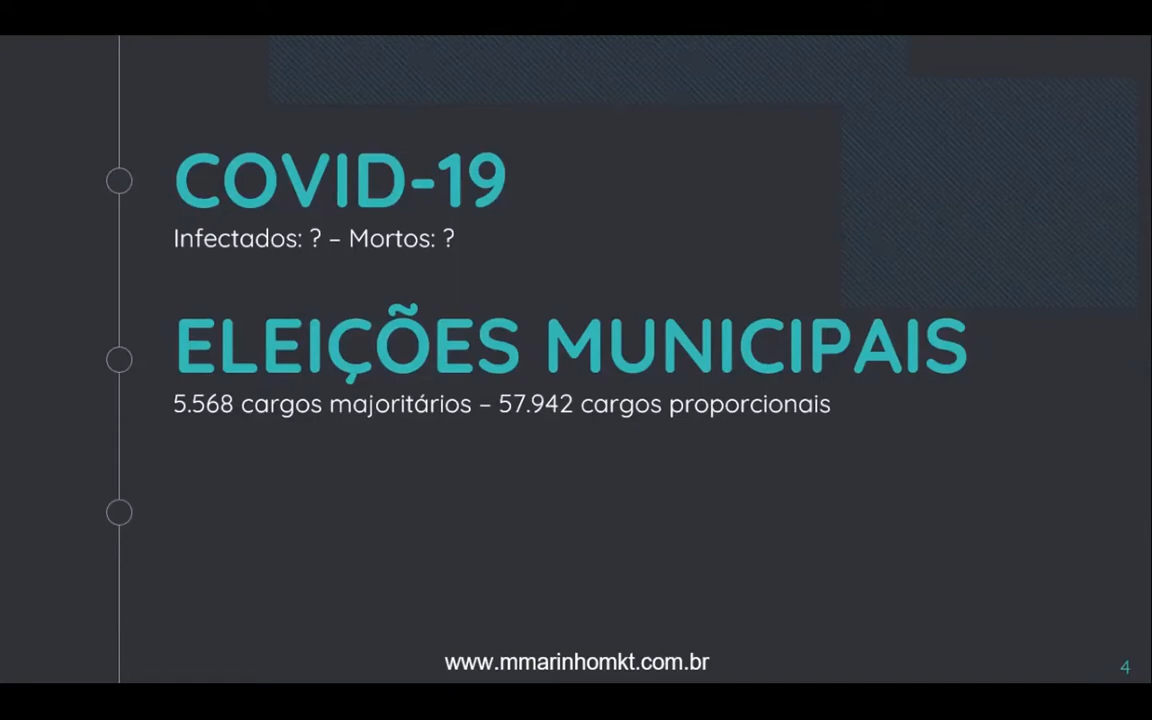 COVID-19
Infectados: ? – Mortos: ?
ELEIÇÕES MUNICIPAIS
5.568 cargos majoritários – 57.942 cargos proporcionais
www.mmarinhomkt.com.br
4